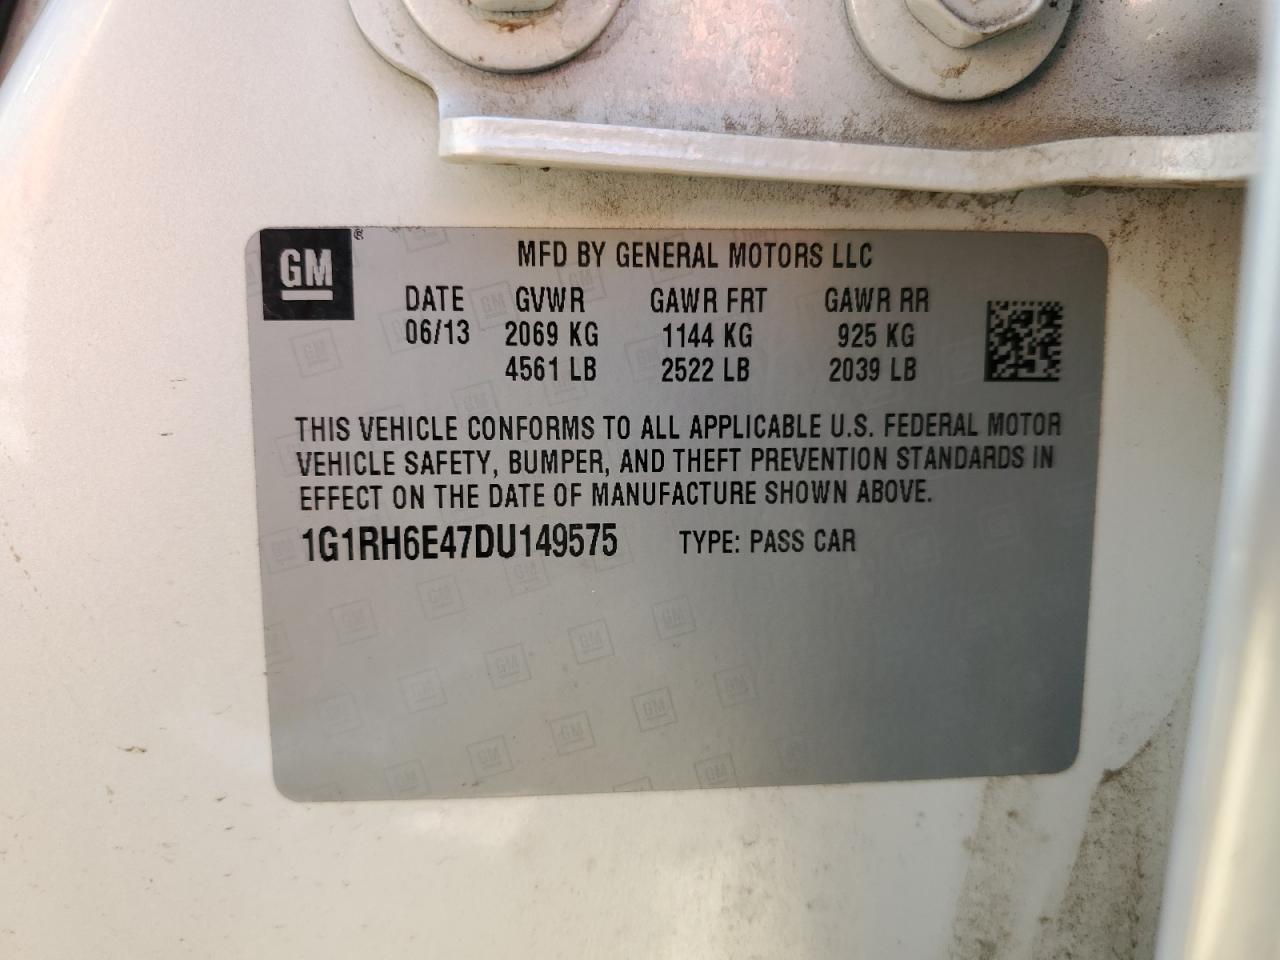 GM ®
MFD BY GENERAL MOTORS LLC
DATE GVWR GAWR FRT GAWR RR
06/13 2069 KG 1144 KG 925 KG
4561 LB 2522 LB 2039 LB
THIS VEHICLE CONFORMS TO ALL APPLICABLE U.S. FEDERAL MOTOR
VEHICLE SAFETY, BUMPER, AND THEFT PREVENTION STANDARDS IN
EFFECT ON THE DATE OF MANUFACTURE SHOWN ABOVE.
1G1RH6E47DU149575 TYPE: PASS CAR